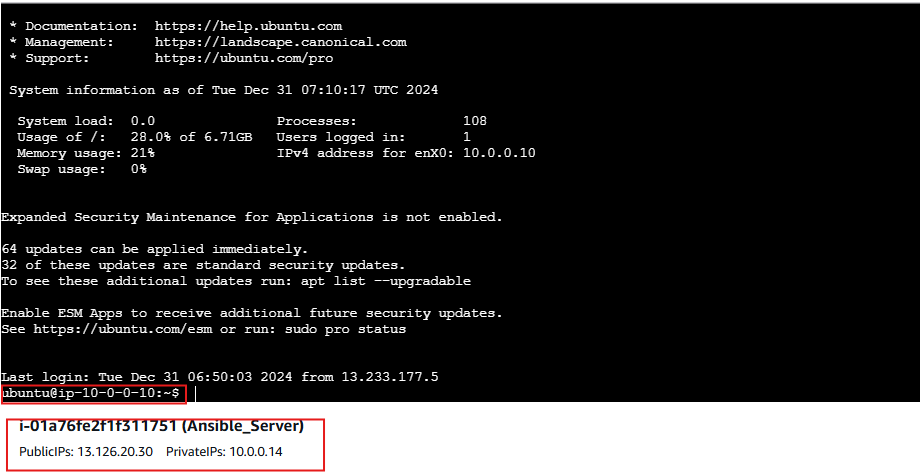 * Documentation:  https://help.ubuntu.com
* Management:     https://landscape.canonical.com
* Support:        https://ubuntu.com/pro
System information as of Tue Dec 31 07:10:17 UTC 2024
System load:  0.0                Processes:             108
Usage of /:   28.0% of 6.71GB   Users logged in:       1
Memory usage: 21%                IPv4 address for enX0: 10.0.0.10
Swap usage:   0%
Expanded Security Maintenance for Applications is not enabled.
64 updates can be applied immediately.
32 of these updates are standard security updates.
To see these additional updates run: apt list --upgradable
Enable ESM Apps to receive additional future security updates.
See https://ubuntu.com/esm or run: sudo pro status
Last login: Tue Dec 31 06:50:03 2024 from 13.233.177.5
ubuntu@ip-10-0-0-10:~$
i-01a76fe2f1f311751 (Ansible_Server)
PublicIPs: 13.126.20.30    PrivateIPs: 10.0.0.14